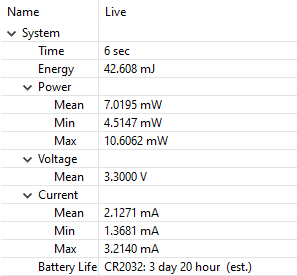 Name Live
System
Time 6 sec
Energy 42.608 mJ
Power
Mean 7.0195 mW
Min 4.5147 mW
Max 10.6062 mW
Voltage
Mean 3.3000 V
Current
Mean 2.1271 mA
Min 1.3681 mA
Max 3.2140 mA
Battery Life CR2032: 3 day 20 hour (est.)